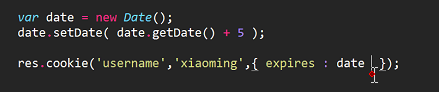 var date = new Date();
date.setDate( date.getDate() + 5 );
res.cookie('username','xiaoming',{ expires : date });